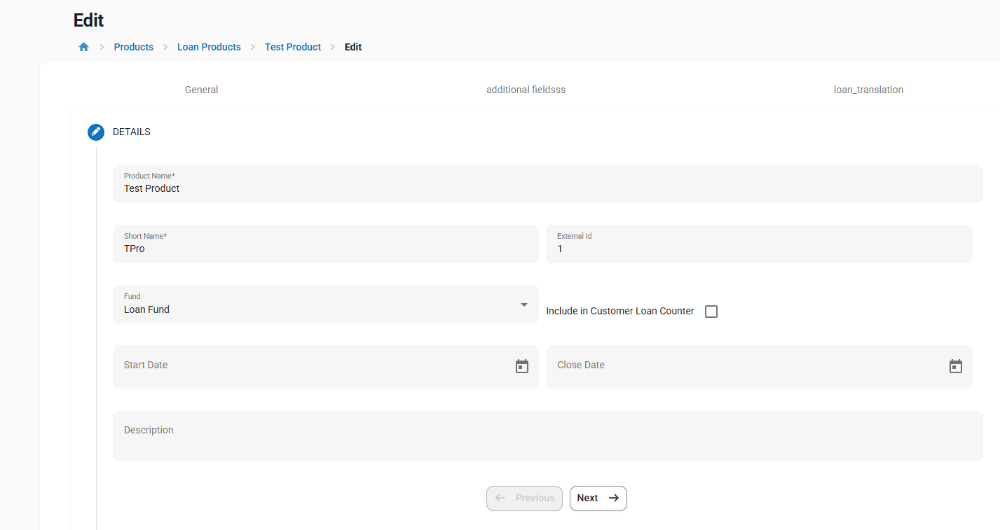 Edit
Products > Loan Products > Test Product > Edit
General additional fieldsss loan_translation
DETAILS
Product Name*
Test Product
Short Name* External Id
TPro 1
Fund
Loan Fund
Include in Customer Loan Counter
Start Date Close Date
Description
Previous Next